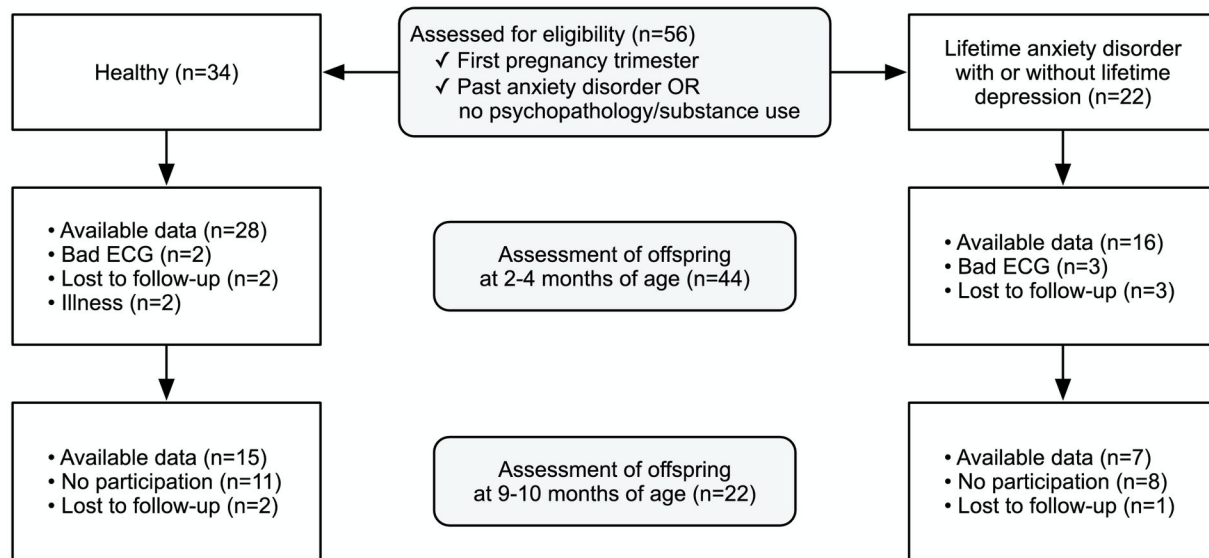 Healthy (n=34)
Assessed for eligibility (n=56)
✓ First pregnancy trimester
✓ Past anxiety disorder OR
no psychopathology/substance use
Lifetime anxiety disorder
with or without lifetime
depression (n=22)
• Available data (n=28)
• Bad ECG (n=2)
• Lost to follow-up (n=2)
• Illness (n=2)
Assessment of offspring
at 2-4 months of age (n=44)
• Available data (n=16)
• Bad ECG (n=3)
• Lost to follow-up (n=3)
• Available data (n=15)
• No participation (n=11)
• Lost to follow-up (n=2)
Assessment of offspring
at 9-10 months of age (n=22)
• Available data (n=7)
• No participation (n=8)
• Lost to follow-up (n=1)